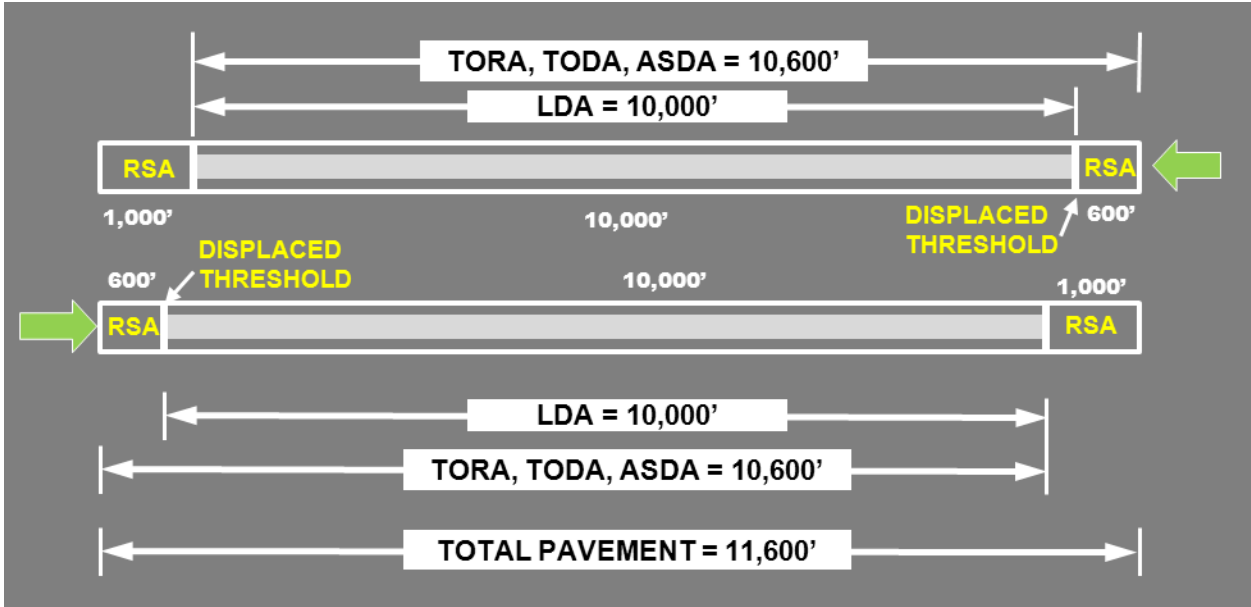 TORA, TODA, ASDA = 10,600’
LDA = 10,000’
RSA
RSA
1,000’
10,000’
DISPLACED
THRESHOLD
600’
DISPLACED
THRESHOLD
600’
10,000’
1,000’
RSA
RSA
LDA = 10,000’
TORA, TODA, ASDA = 10,600’
TOTAL PAVEMENT = 11,600’